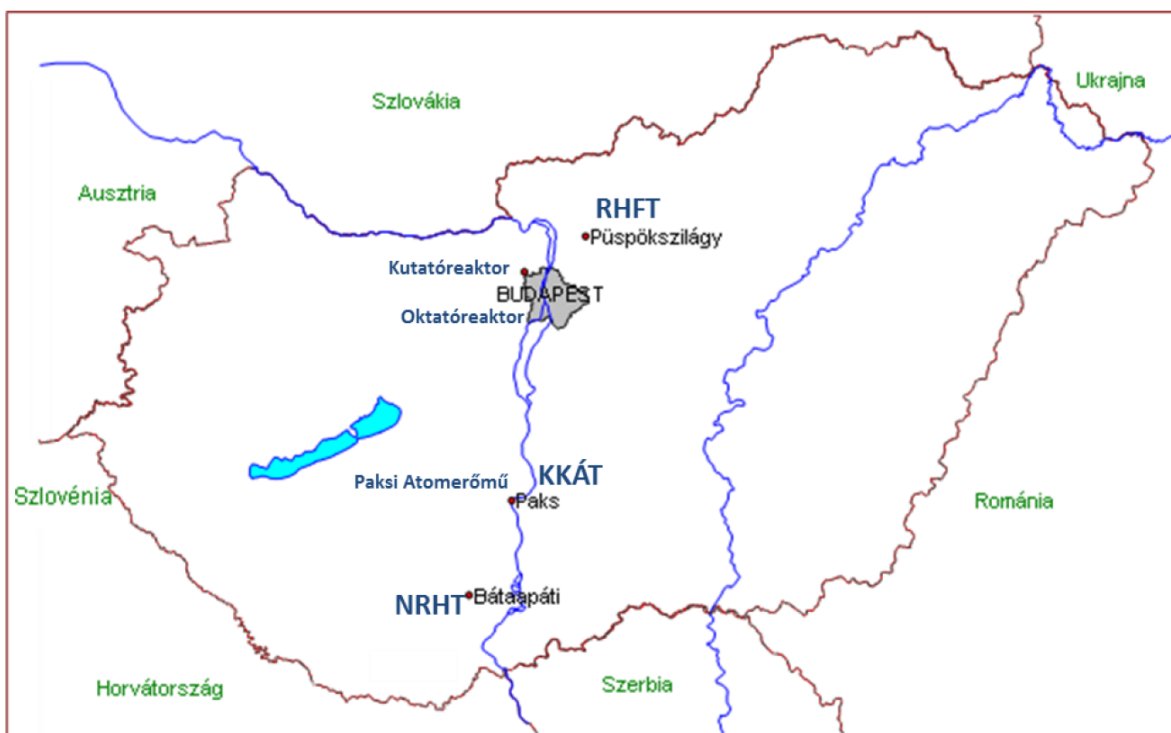 Ukrajna
Szlovákia
Ausztria
RHFT
Püspökszilágy
Kutatóreaktor
BUDAPEST
Oktatóreaktor
KKÁT
Paksi Atomerőmű
Paks
Szlovénia
Románia
NRHT
Bátaapáti
Horvátország
Szerbia